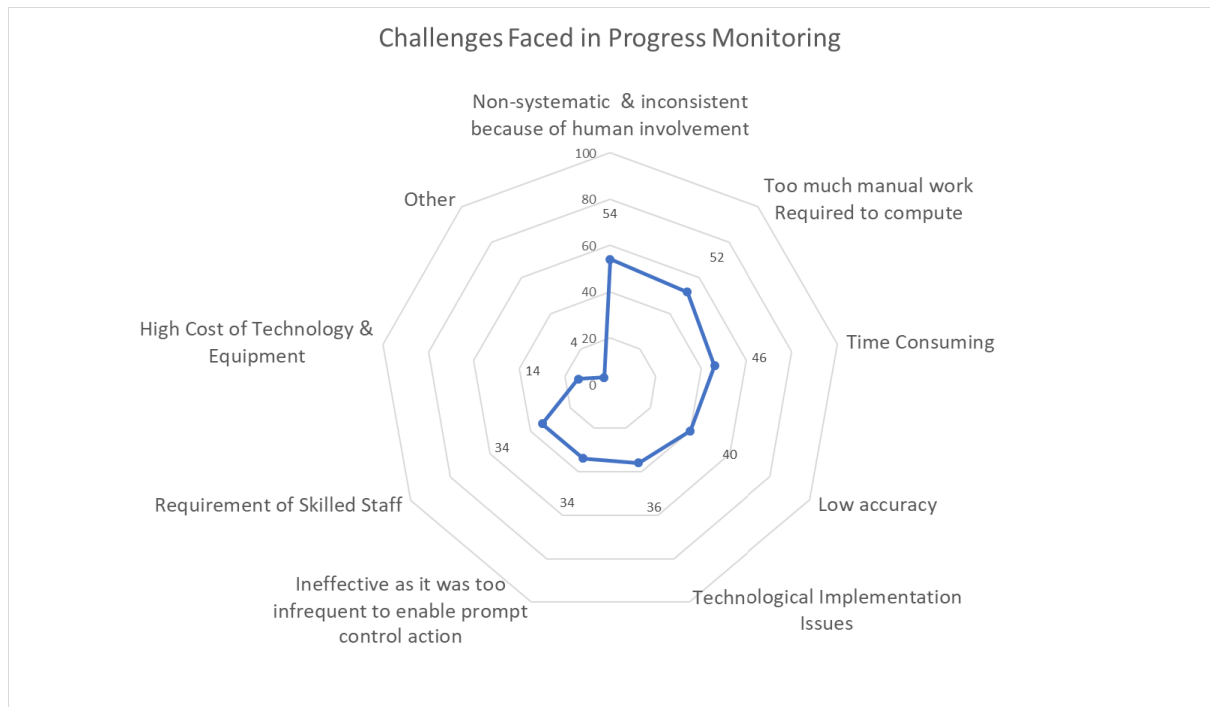 Challenges Faced in Progress Monitoring
Non-systematic & inconsistent
because of human involvement
100
Too much manual work
Required to compute
Other
80
54
60
52
40
High Cost of Technology &
Equipment
20
4
Time Consuming
46
14
0
34
40
Requirement of Skilled Staff
Low accuracy
34
36
Ineffective as it was too
infrequent to enable prompt
control action
Technological Implementation
Issues